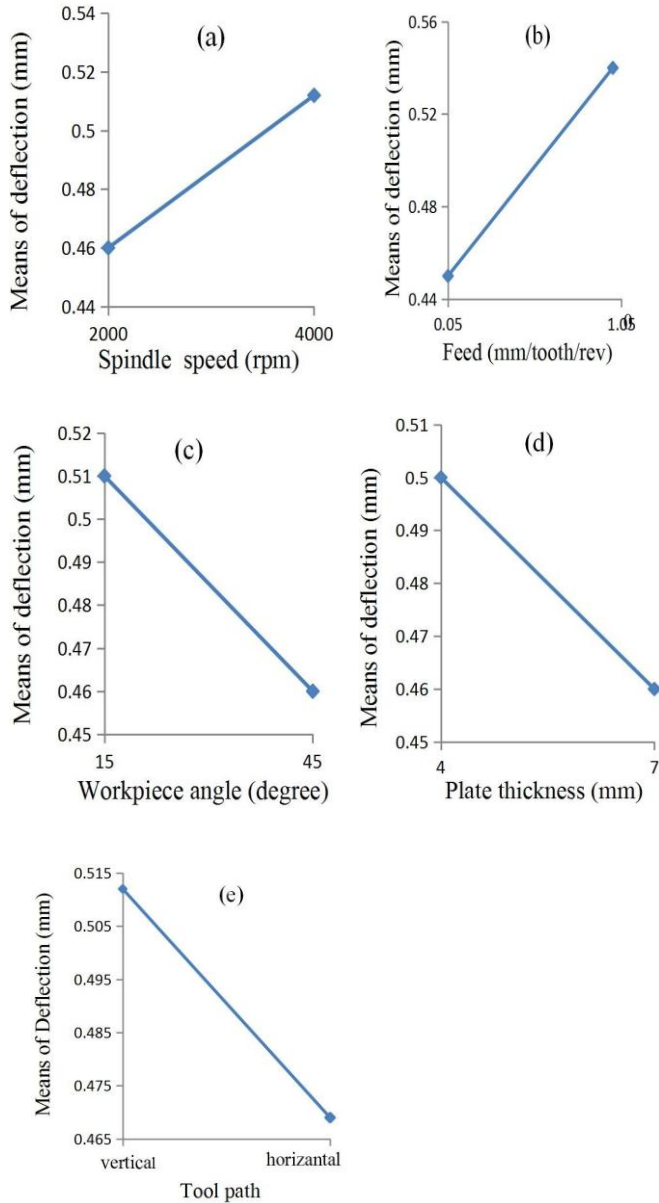 (a)
Means of deflection (mm)
0.54
0.52
0.5
0.48
0.46
0.44
2000
4000
Spindle speed (rpm)
(b)
Means of deflection (mm)
0.56
0.52
0.48
0.44
0.05
1.05
Feed (mm/tooth/rev)
(c)
Means of deflection (mm)
0.52
0.51
0.5
0.49
0.48
0.47
0.46
0.45
15
45
Workpiece angle (degree)
(d)
Means of deflection (mm)
0.51
0.5
0.49
0.48
0.47
0.46
0.45
4
7
Plate thickness (mm)
(e)
Means of Deflection (mm)
0.515
0.505
0.495
0.485
0.475
0.465
vertical
horizantal
Tool path